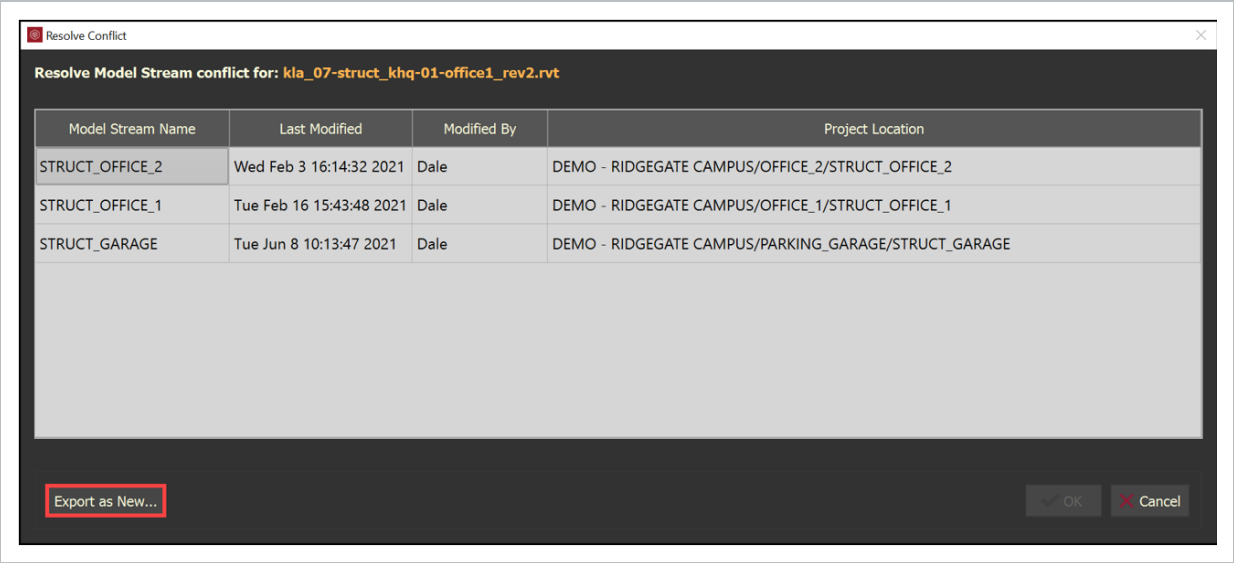 Resolve Conflict
Resolve Model Stream conflict for: kla_07-struct_khq-01-office1_rev2.rvt
Model Stream Name Last Modified Modified By Project Location
STRUCT_OFFICE_2 Wed Feb 3 16:14:32 2021 Dale DEMO - RIDGEGATE CAMPUS/OFFICE_2/STRUCT_OFFICE_2
STRUCT_OFFICE_1 Tue Feb 16 15:43:48 2021 Dale DEMO - RIDGEGATE CAMPUS/OFFICE_1/STRUCT_OFFICE_1
STRUCT_GARAGE Tue Jun 8 10:13:47 2021 Dale DEMO - RIDGEGATE CAMPUS/PARKING_GARAGE/STRUCT_GARAGE
Export as New... OK Cancel